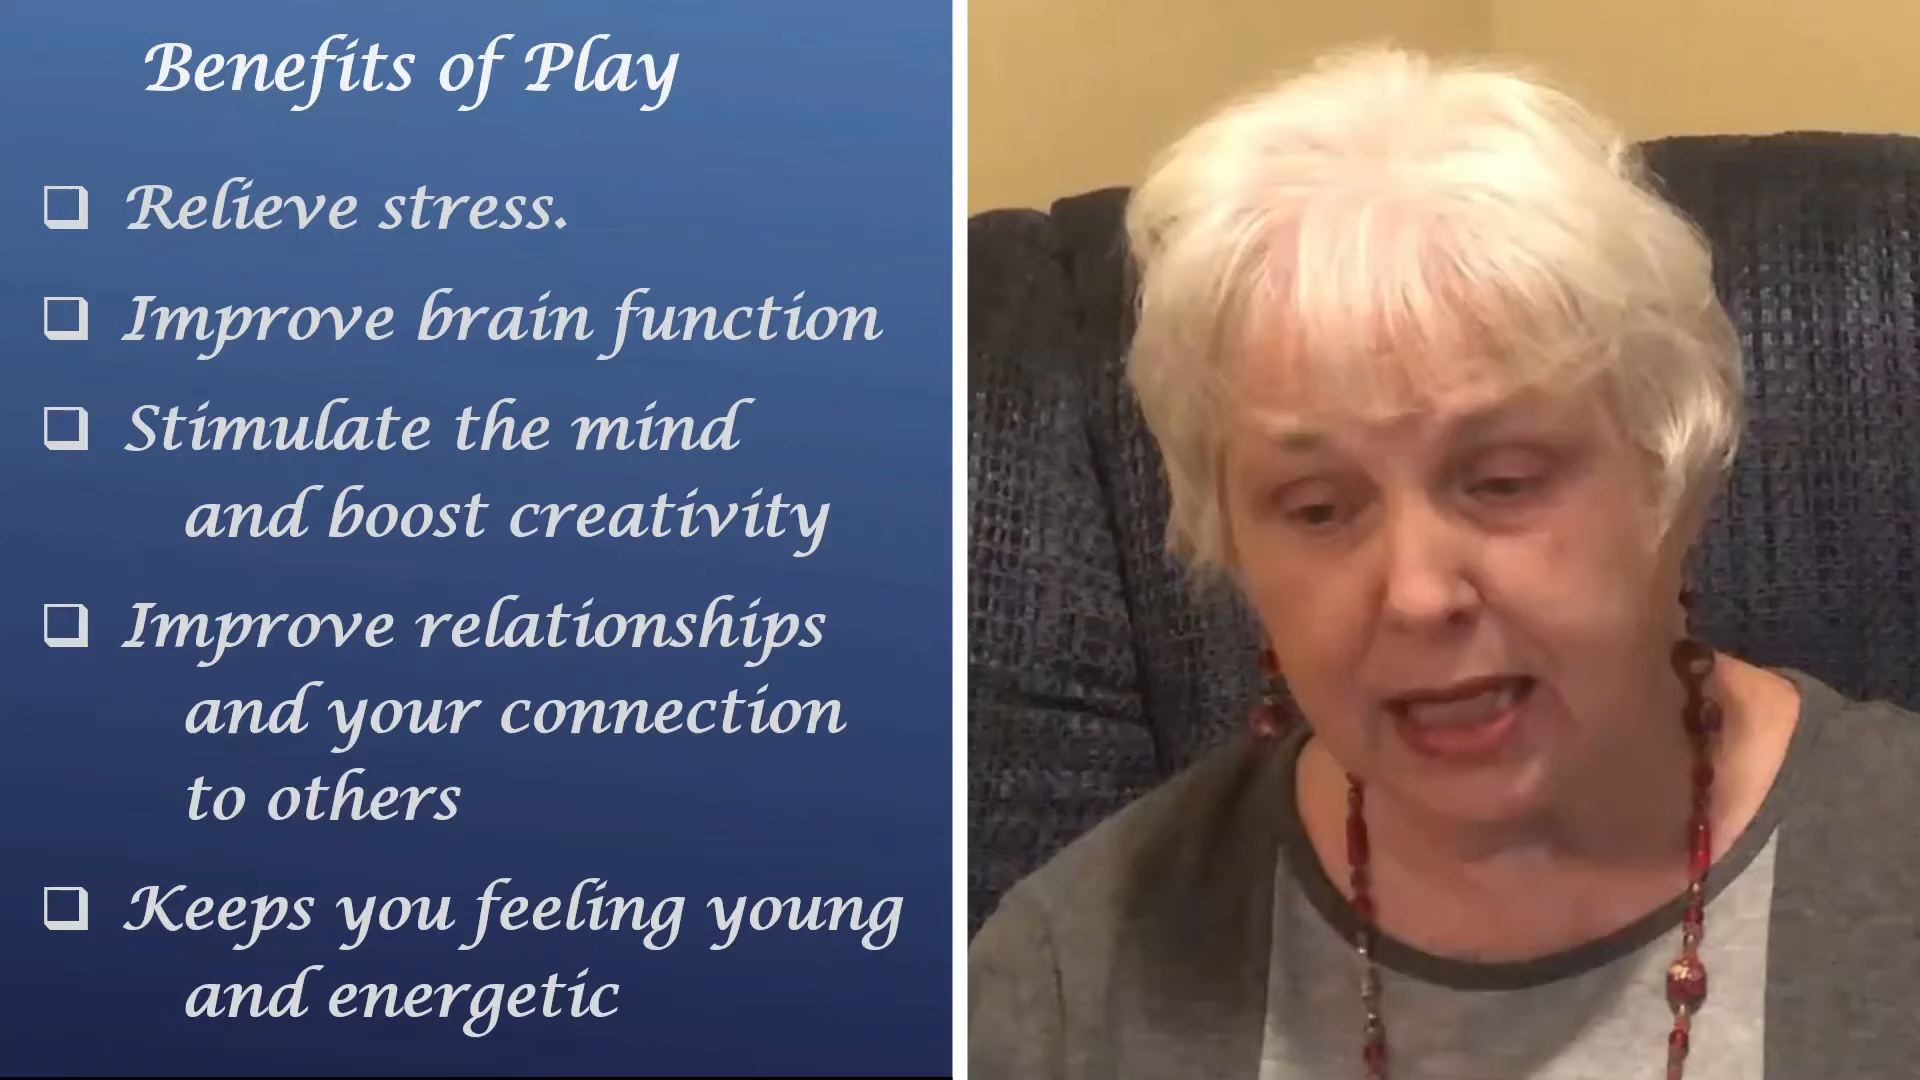 Benefits of Play
Relieve stress.
Improve brain function
Stimulate the mind
and boost creativity
Improve relationships
and your connection
to others
Keeps you feeling young
and energetic